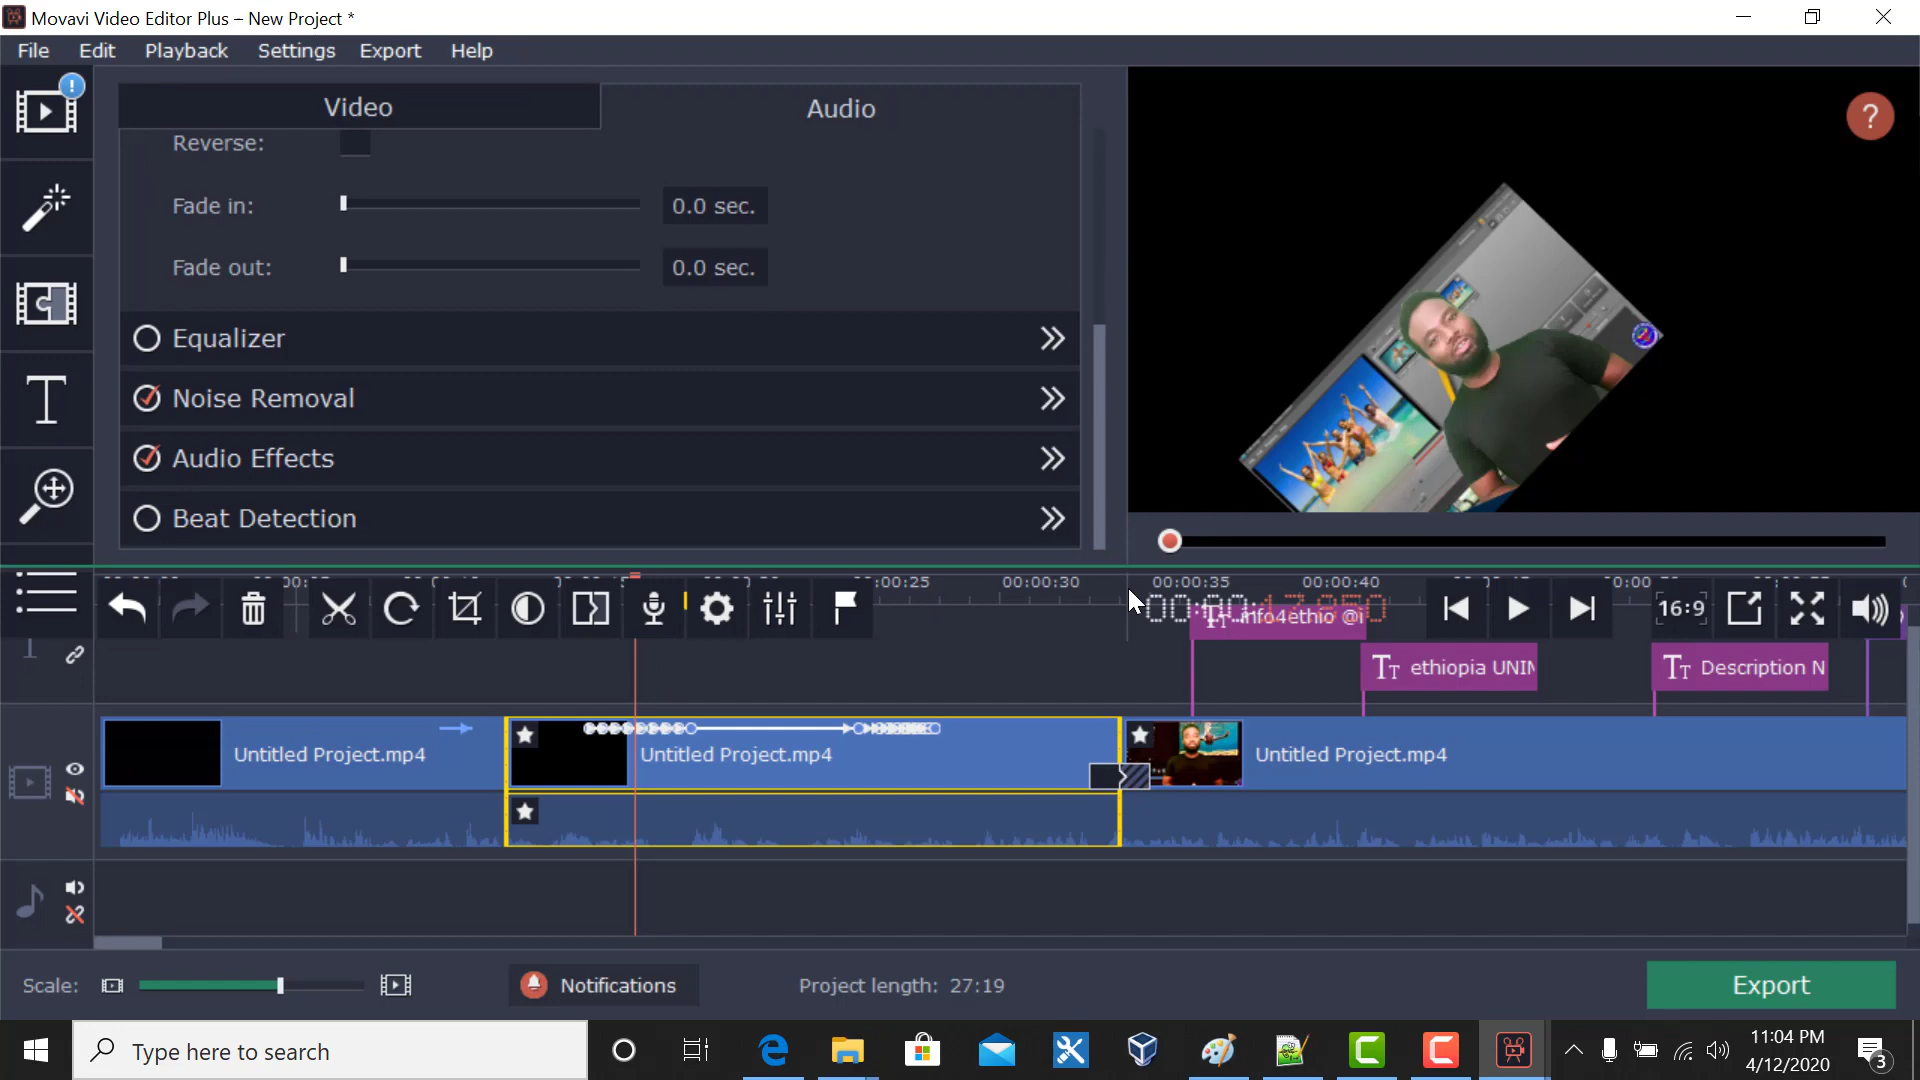 Movavi Video Editor Plus – New Project *
File Edit Playback Settings Export Help
Video Audio
Reverse:
Fade in: 0.0 sec.
Fade out: 0.0 sec.
Equalizer
Noise Removal
Audio Effects
Beat Detection
?
00:00:25 00:00:30 00:00:35 00:00:40
16:9
info4ethio @i
ethiopia UNIN
Description N
Untitled Project.mp4
Untitled Project.mp4
Untitled Project.mp4
Scale: Notifications Project length: 27:19 Export
Type here to search
11:04 PM
4/12/2020
3